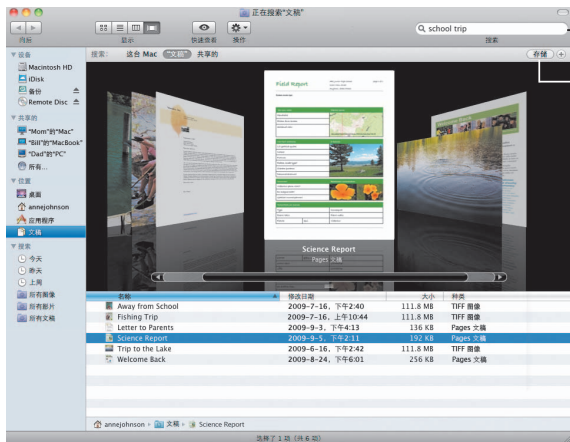 正在搜索"文稿"
school trip
向后
显示
快速查看
操作
搜索
搜索：
这台 Mac
"文稿"
共享的
存储
设备
Macintosh HD
iDisk
备份
Remote Disc
共享的
"Mom"的"Mac"
"Bill"的"MacBook"
"Dad"的"PC"
所有...
位置
桌面
annejohnson
应用程序
文稿
搜索
今天
昨天
上周
所有图像
所有影片
所有文稿
Field Report
Science Report
Pages 文稿
名称 修改日期 大小 种类
Away from School 2009-7-16，下午2:40 111.8 MB TIFF 图像
Fishing Trip 2009-7-16，上午10:44 111.8 MB TIFF 图像
Letter to Parents 2009-9-3，下午4:13 136 KB Pages 文稿
Science Report 2009-9-5，下午2:11 192 KB Pages 文稿
Trip to the Lake 2009-6-16，下午2:42 111.8 MB TIFF 图像
Welcome Back 2009-8-24，下午6:01 256 KB Pages 文稿
annejohnson ▸ 文稿 ▸ Science Report
选择了 1 项（共 6 项）